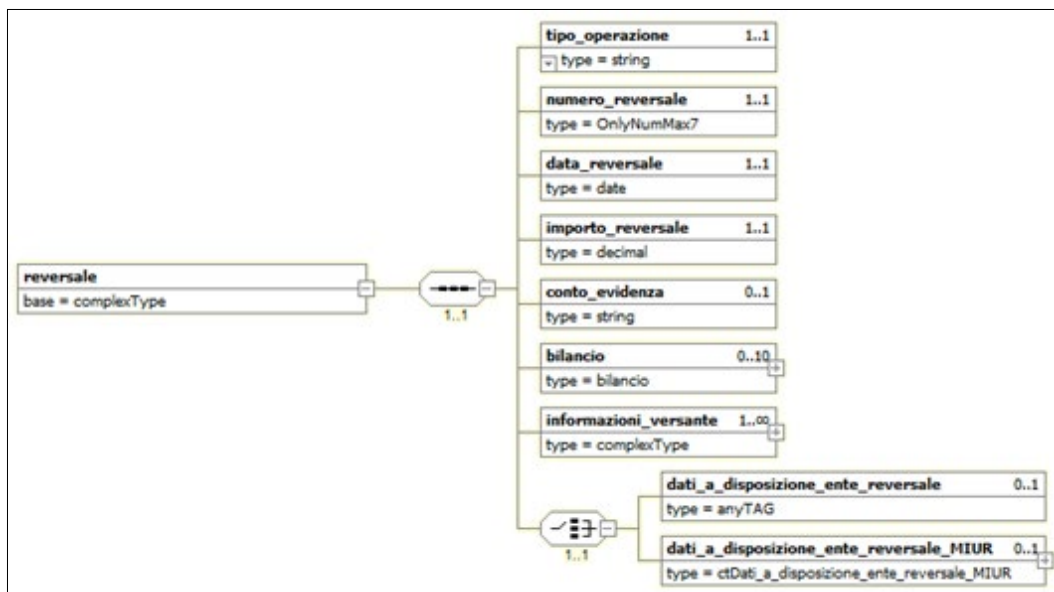 tipo_operazione 1..1
type = string
numero_reversale 1..1
type = OnlyNumMax7
data_reversale 1..1
type = date
importo_reversale 1..1
type = decimal
reversale
base = complexType
1..1
conto_evidenza 0..1
type = string
bilancio 0..10
type = bilancio
informazioni_versante 1..∞
type = complexType
dati_a_disposizione_ente_reversale 0..1
type = anyTAG
1..1
dati_a_disposizione_ente_reversale_MIUR 0..1
type = ctDati_a_disposizione_ente_reversale_MIUR